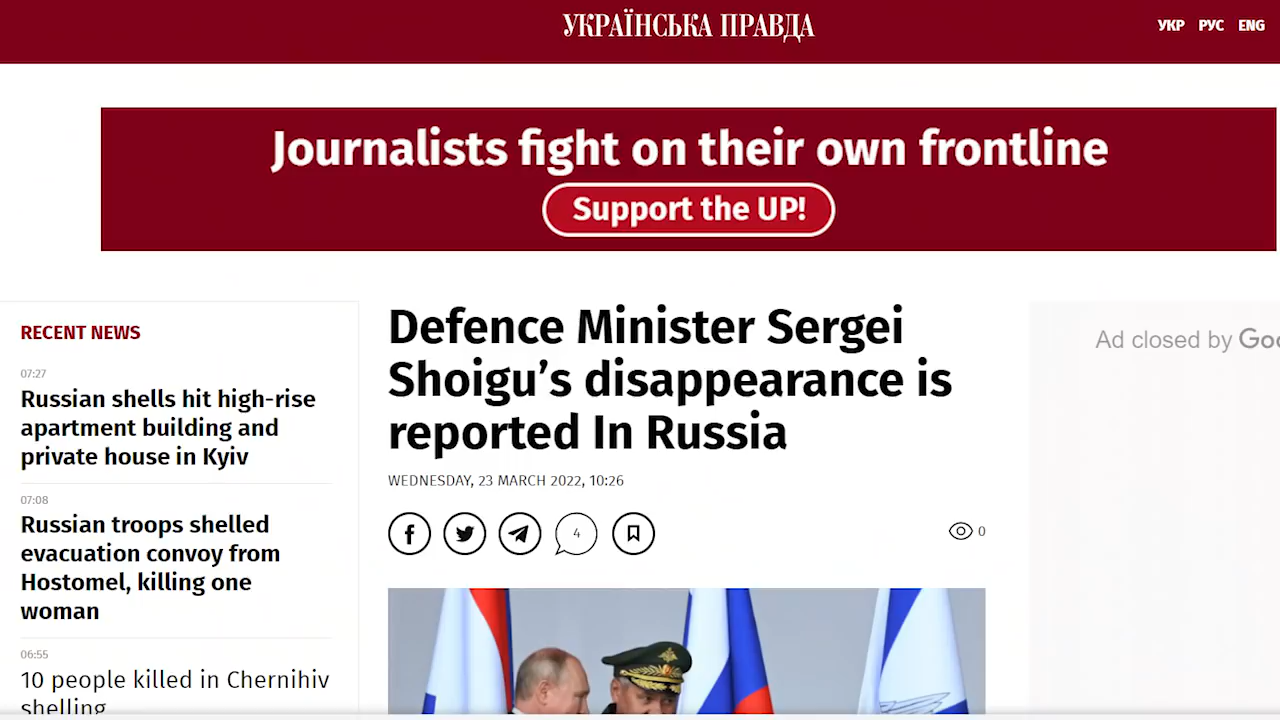 УКРАЇНСЬКА ПРАВДА
УКР РУС ENG
Journalists fight on their own frontline
Support the UP!
RECENT NEWS
07:27
Russian shells hit high-rise
apartment building and
private house in Kyiv
07:08
Russian troops shelled
evacuation convoy from
Hostomel, killing one
woman
06:55
10 people killed in Chernihiv
shelling
Defence Minister Sergei
Shoigu’s disappearance is
reported In Russia
WEDNESDAY, 23 MARCH 2022, 10:26
4
0
Ad closed by